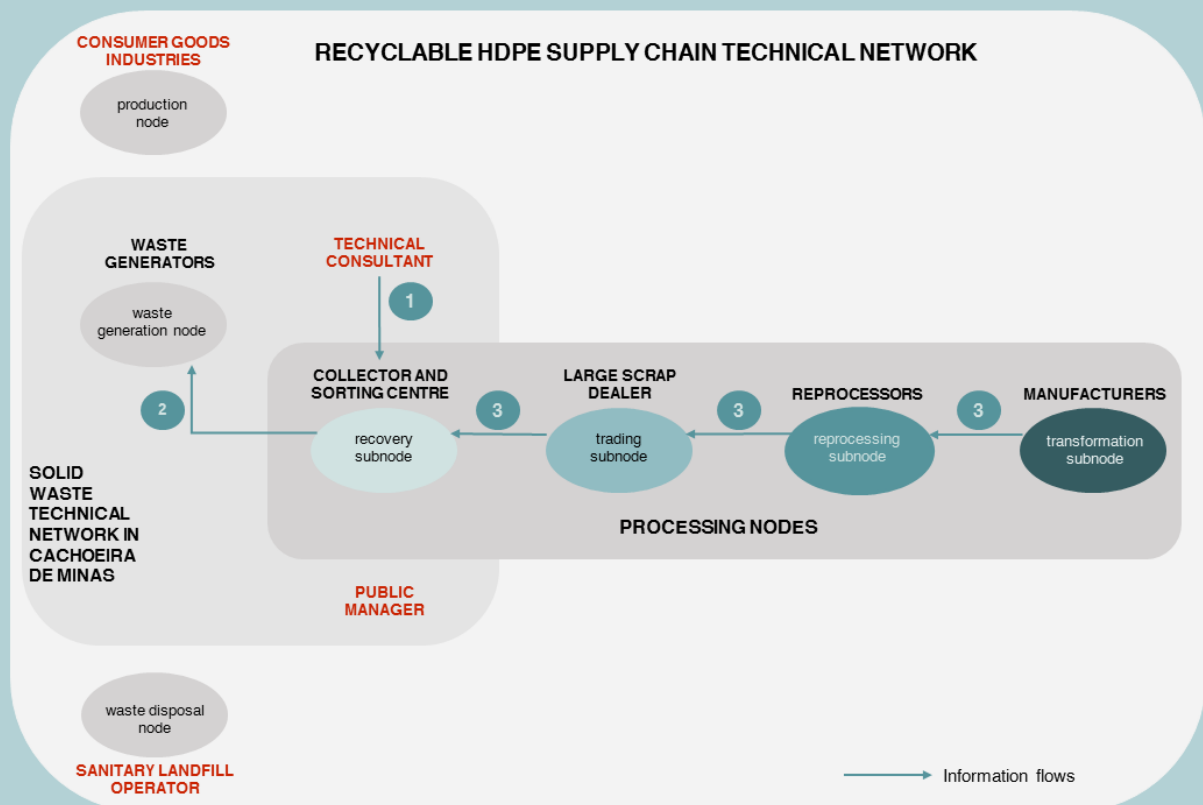 CONSUMER GOODS
INDUSTRIES
RECYCLABLE HDPE SUPPLY CHAIN TECHNICAL NETWORK
production
node
WASTE
GENERATORS
TECHNICAL
CONSULTANT
1
waste
generation node
COLLECTOR AND
SORTING CENTRE
LARGE SCRAP
DEALER
REPROCESSORS
MANUFACTURERS
2
3
3
3
recovery
subnode
trading
subnode
reprocessing
subnode
transformation
subnode
SOLID
WASTE
TECHNICAL
NETWORK IN
CACHOEIRA
DE MINAS
PROCESSING NODES
PUBLIC
MANAGER
waste disposal
node
SANITARY LANDFILL
OPERATOR
Information flows